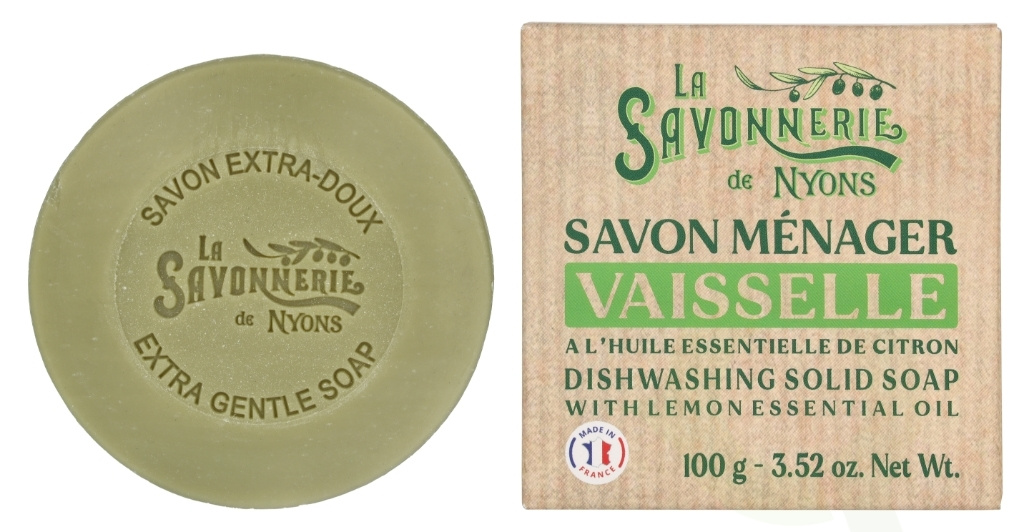 SAVON EXTRA-DOUX
LA
SAVONNERIE
de NYONS
EXTRA GENTLE SOAP
LA
SAVONNERIE
de NYONS
SAVON MÉNAGER
VAISSELLE
A L'HUILE ESSENTIELLE DE CITRON
DISHWASHING SOLID SOAP
WITH LEMON ESSENTIAL OIL
MADE IN
FRANCE
100 g - 3.52 oz. Net Wt.